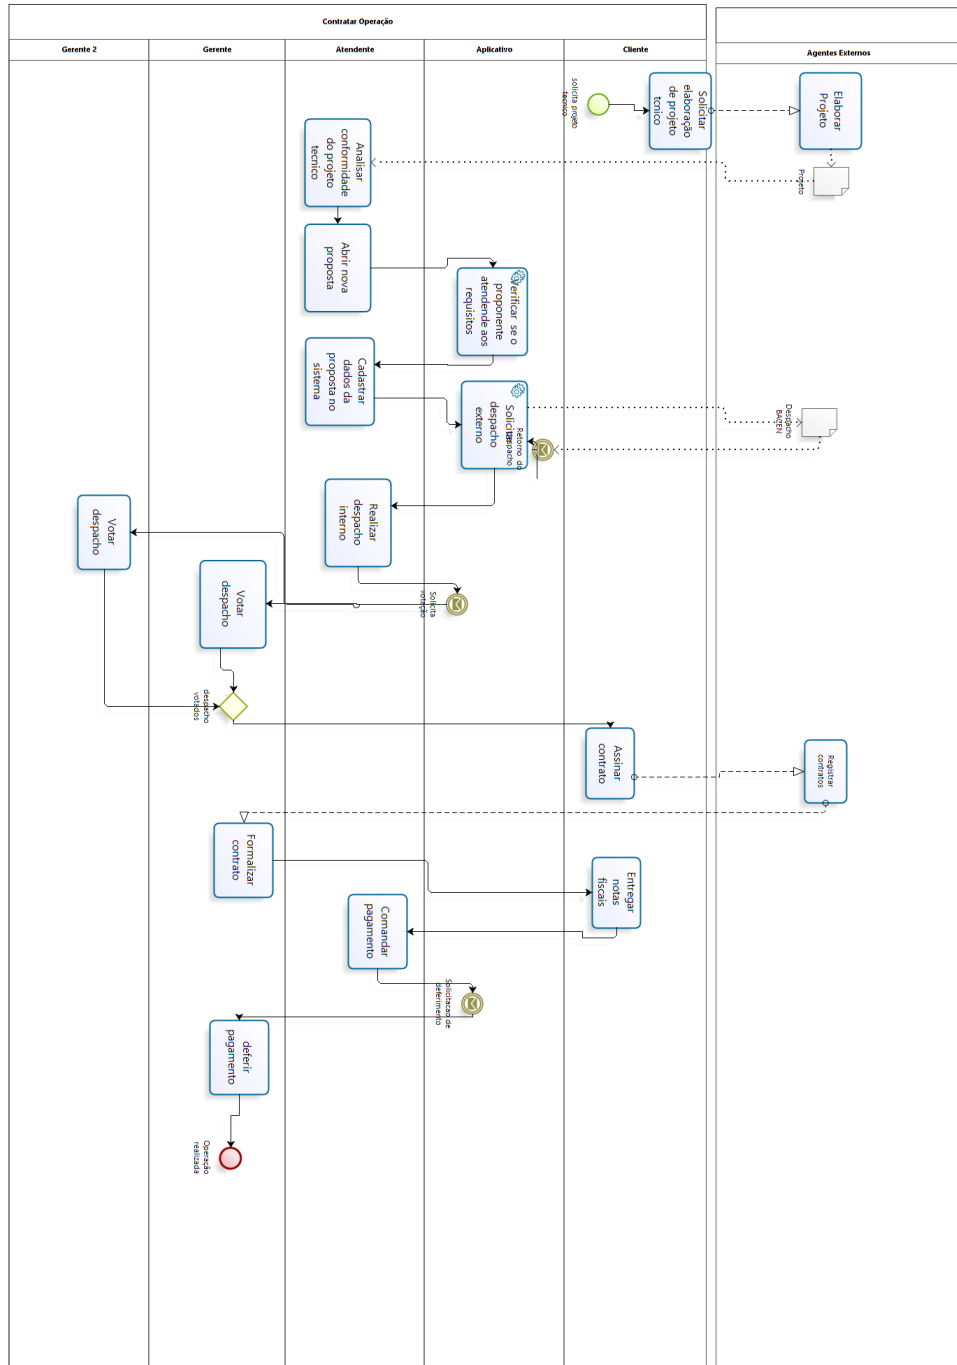 Contratar Operação
Gerente 2
Gerente
Atendente
Aplicativo
Cliente
Agentes Externos
solicita projeto
tecnico
Solicitar
elaboração
de projeto
tcnico
Elaborar
Projeto
Projeto
Analisar
conformidade
do projeto
tecnico
Abrir nova
proposta
Verificar se o
proponente
atendende aos
requisitos
Cadastrar
dados da
proposta no
sistema
Solicitar
despacho
externo
Retorno do
despacho
Despacho
BACEN
Realizar
despacho
interno
Votar
despacho
Votar
despacho
Solicita
votação
despacho
votados
Assinar
contrato
Registrar
contratos
Formalizar
contrato
Entregar
notas
fiscais
Comandar
pagamento
Solicitacao de
deferimento
deferir
pagamento
Operação
realizada